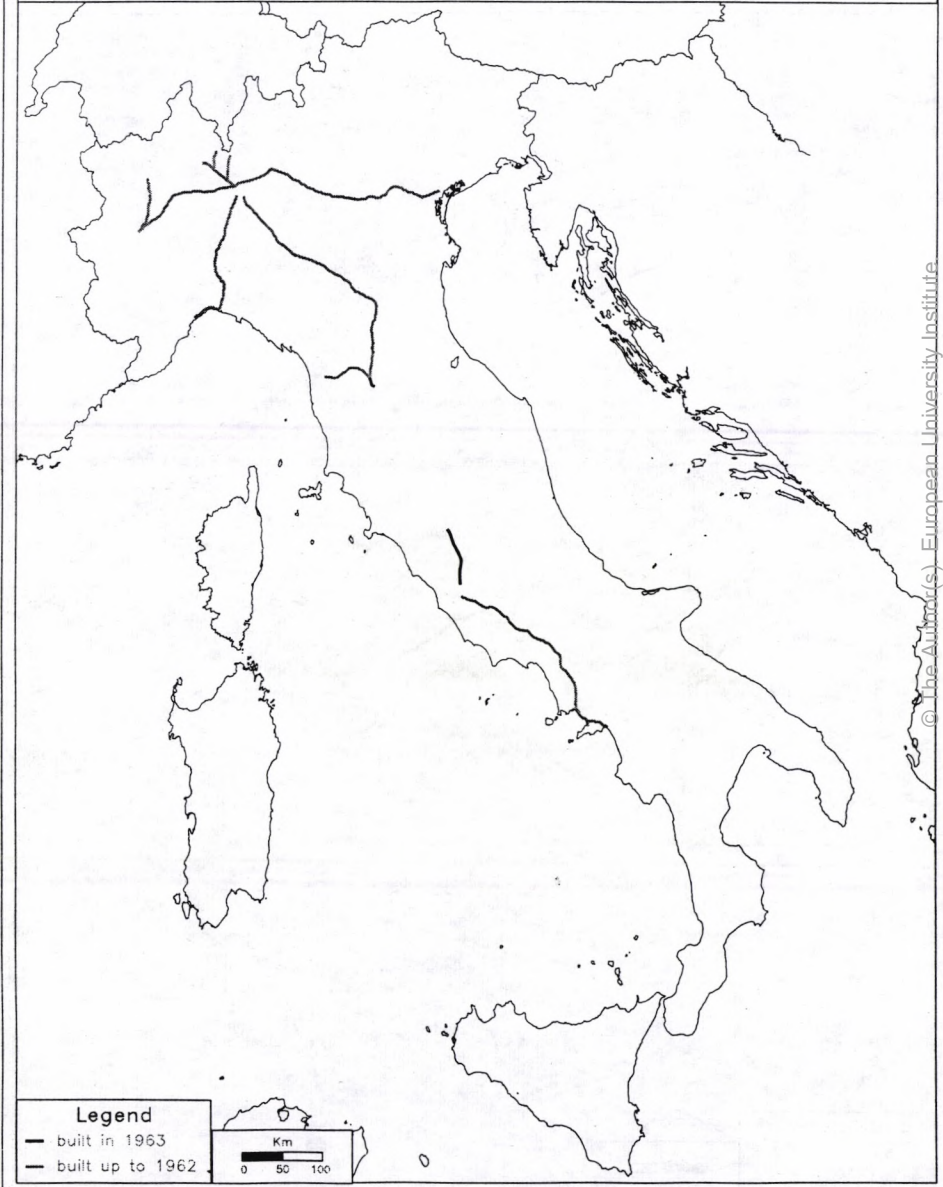 Legend
built in 1963
built up to 1962
Km
0 50 100
© The Author(s). European University Institute.